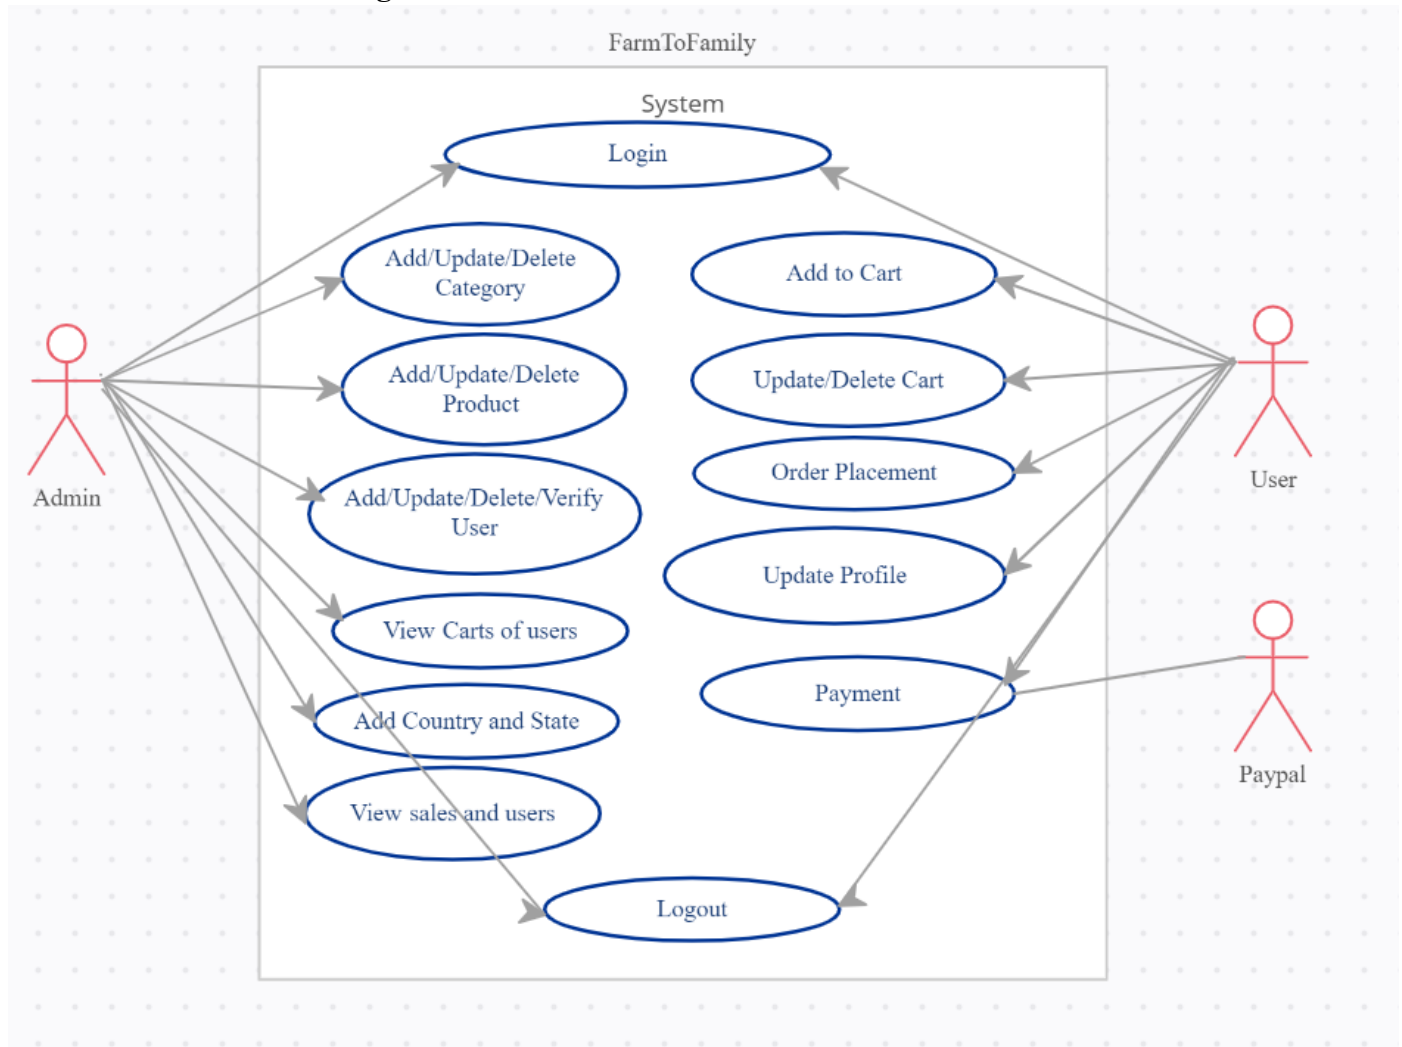 FarmToFamily
System
Login
Add/Update/Delete
Category
Add to Cart
Add/Update/Delete
Product
Update/Delete Cart
Add/Update/Delete/Verify
User
Order Placement
Admin
User
Update Profile
View Carts of users
Payment
Add Country and State
Paypal
View sales and users
Logout